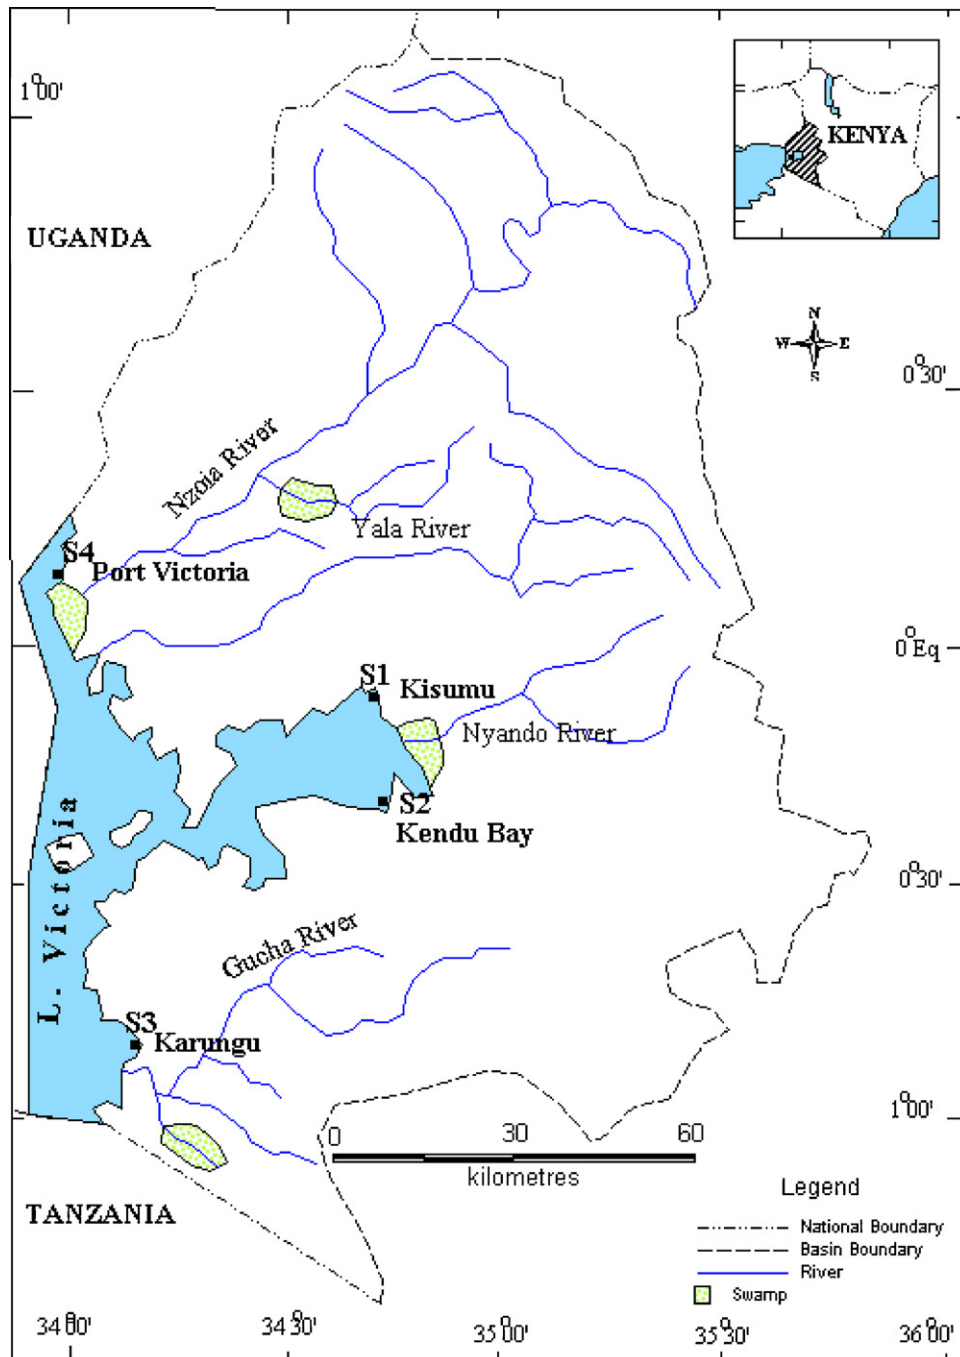 1°00'
KENYA
UGANDA
N
W E
S
0°30'
Nzoia River
Yala River
S4
Port Victoria
0°Eq
S1
Kisumu
Nyando River
S2
Kendu Bay
L. Victoria
0°30'
Gucha River
S3
Karungu
1°00'
0 30 60
kilometres
Legend
TANZANIA
National Boundary
Basin Boundary
River
Swamp
34°00' 34°30' 35°00' 35°30' 36°00'